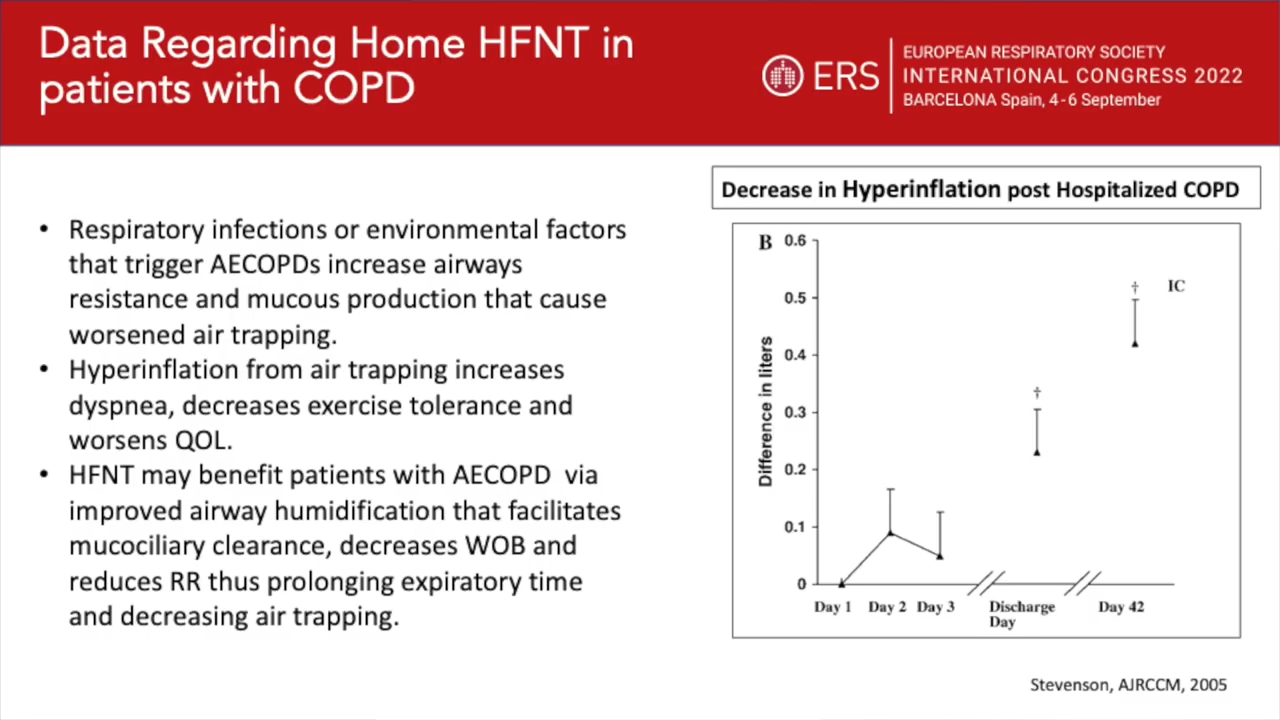 Data Regarding Home HFNT in
patients with COPD
ERS
EUROPEAN RESPIRATORY SOCIETY
INTERNATIONAL CONGRESS 2022
BARCELONA Spain, 4-6 September
• Respiratory infections or environmental factors
that trigger AECOPDs increase airways
resistance and mucous production that cause
worsened air trapping.
• Hyperinflation from air trapping increases
dyspnea, decreases exercise tolerance and
worsens QOL.
• HFNT may benefit patients with AECOPD via
improved airway humidification that facilitates
mucociliary clearance, decreases WOB and
reduces RR thus prolonging expiratory time
and decreasing air trapping.
Decrease in Hyperinflation post Hospitalized COPD
B
0.6
0.5
0.4
0.3
0.2
0.1
0
Difference in liters
† IC
†
Day 1 Day 2 Day 3 Discharge Day 42
Day
Stevenson, AJRCCM, 2005